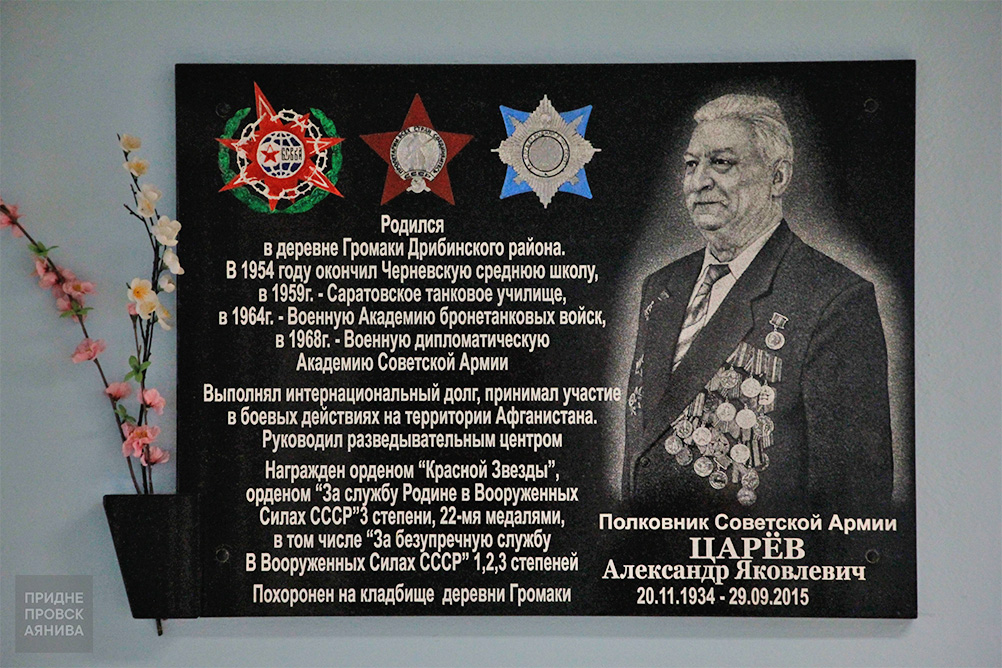 Родился
в деревне Громаки Дрибинского района.
В 1954 году окончил Черневскую среднюю школу,
в 1959г. - Саратовское танковое училище,
в 1964г. - Военную Академию бронетанковых войск,
в 1968г. - Военную дипломатическую
Академию Советской Армии
Выполнял интернациональный долг, принимал участие
в боевых действиях на территории Афганистана.
Руководил разведывательным центром
Награжден орденом “Красной Звезды”,
орденом “За службу Родине в Вооруженных
Силах СССР”3 степени, 22-мя медалями,
в том числе “За безупречную службу
В Вооруженных Силах СССР” 1,2,3 степеней
Похоронен на кладбище деревни Громаки
Полковник Советской Армии
ЦАРЁВ
Александр Яковлевич
20.11.1934 - 29.09.2015
ПРИДНЕ
ПРОВСК
АЯНИВА